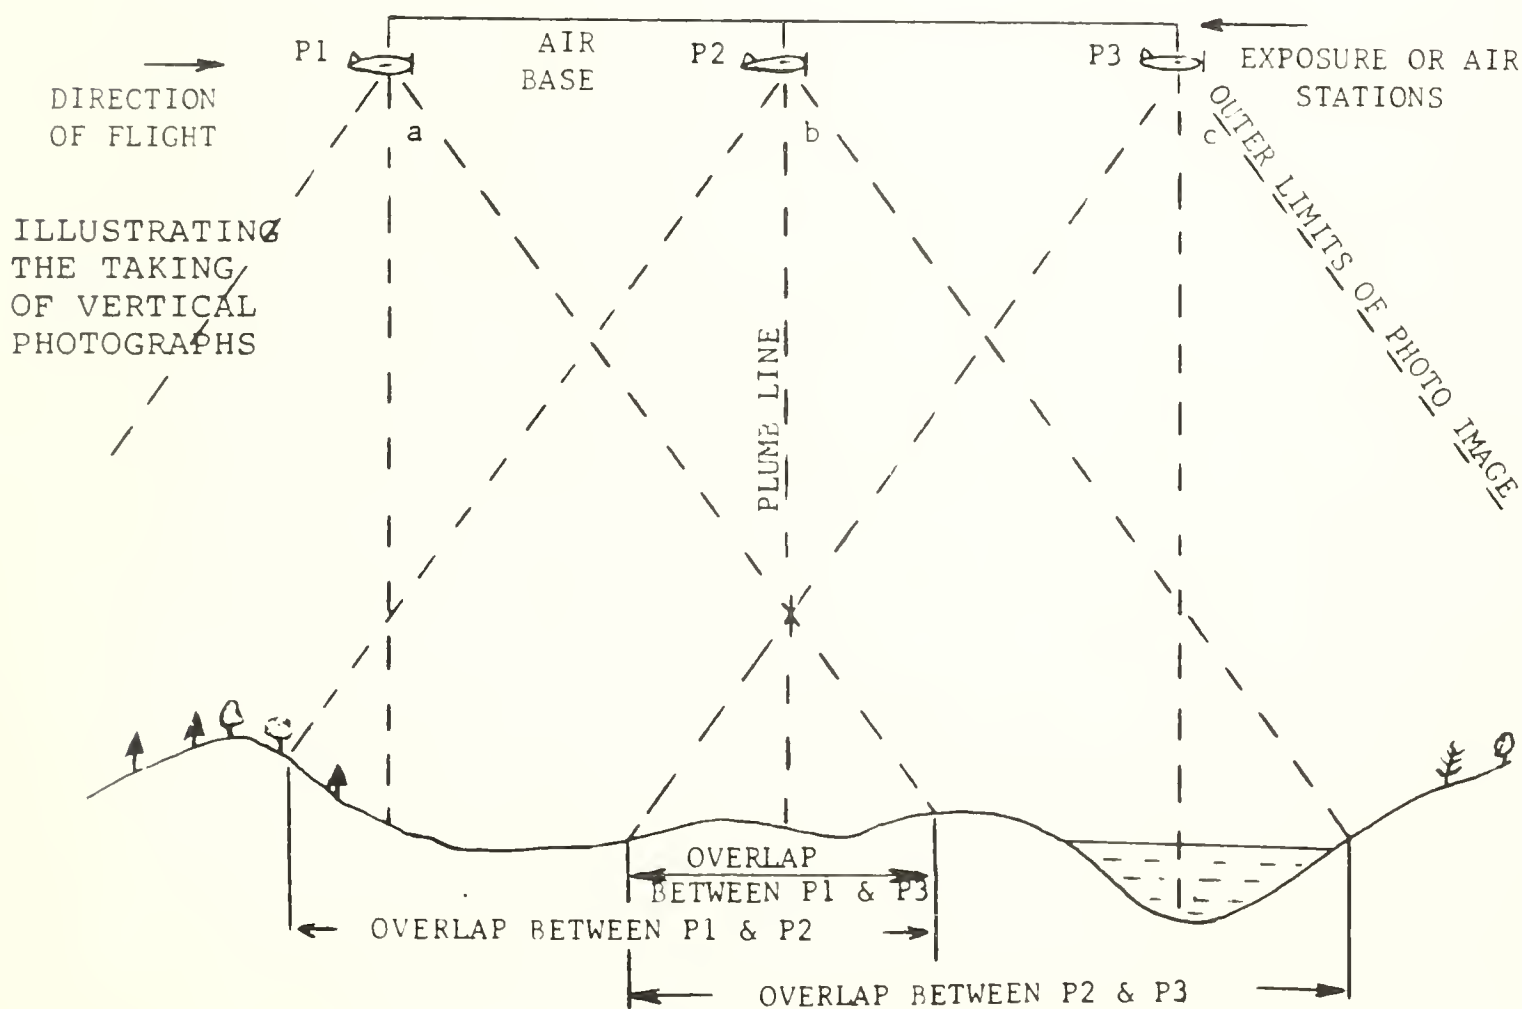 P1
AIR
BASE
P2
P3
EXPOSURE OR AIR
STATIONS
DIRECTION
OF FLIGHT
a
b
c
OUTER LIMITS OF PHOTO IMAGE
ILLUSTRATING
THE TAKING
OF VERTICAL
PHOTOGRAPHS
PLUMB LINE
OVERLAP
BETWEEN P1 & P3
OVERLAP BETWEEN P1 & P2
OVERLAP BETWEEN P2 & P3